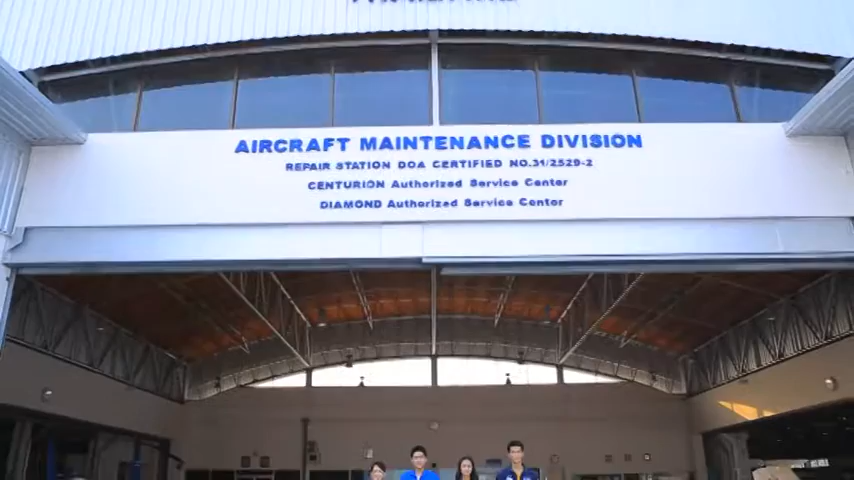 AIRCRAFT MAINTENANCE DIVISION
REPAIR STATION DOA CERTIFIED NO.31/2529-2
CENTURION Authorized Service Center
DIAMOND Authorized Service Center